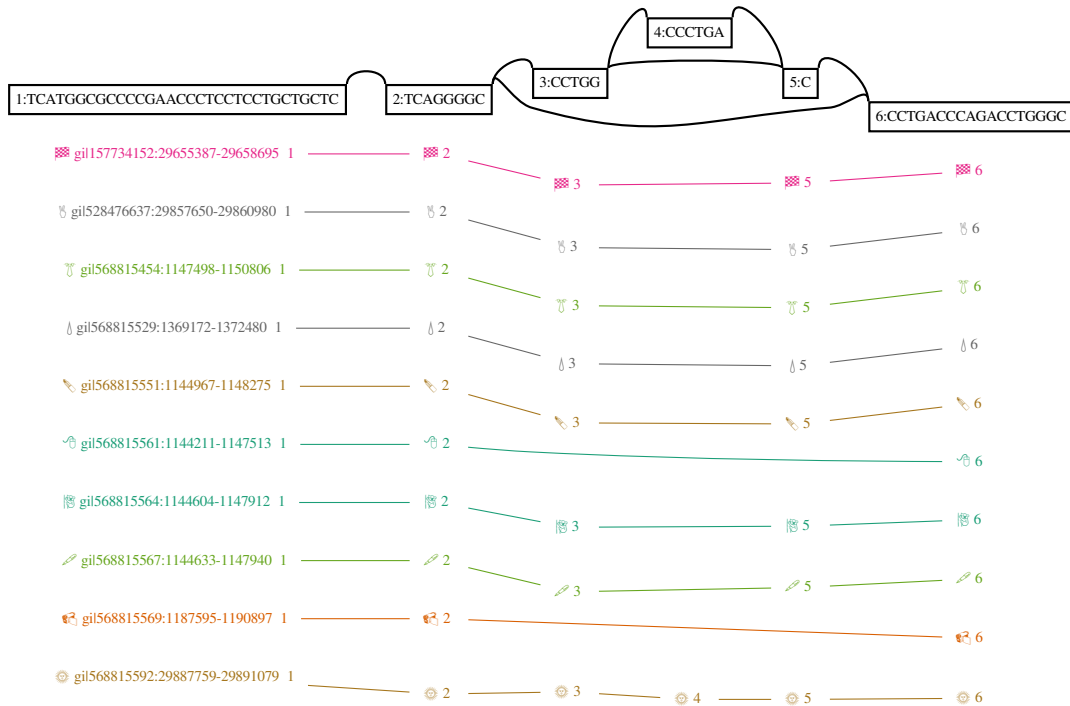 4:CCCTGA
3:CCTGG
5:C
1:TCATGGCGCCCCGAACCCTCCTCCTGCTGCTC
2:TCAGGGGC
6:CCTGACCCAGACCTGGGC
gi|157734152:29655387-29658695 1 2 3 5 6
gi|528476637:29857650-29860980 1 2 3 5 6
gi|568815454:1147498-1150806 1 2 3 5 6
gi|568815529:1369172-1372480 1 2 3 5 6
gi|568815551:1144967-1148275 1 2 3 5 6
gi|568815561:1144211-1147513 1 2 6
gi|568815564:1144604-1147912 1 2 3 5 6
gi|568815567:1144633-1147940 1 2 3 5 6
gi|568815569:1187595-1190897 1 2 6
gi|568815592:29887759-29891079 1 2 3 4 5 6